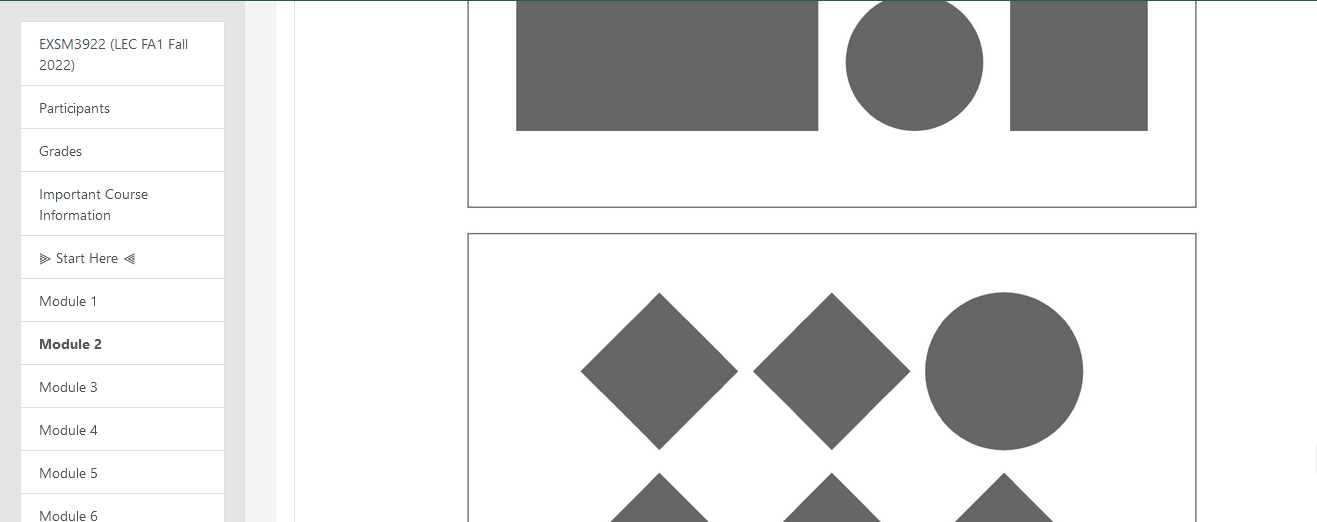 EXSM3922 (LEC FA1 Fall
2022)
Participants
Grades
Important Course
Information
⫸ Start Here ⫷
Module 1
Module 2
Module 3
Module 4
Module 5
Module 6